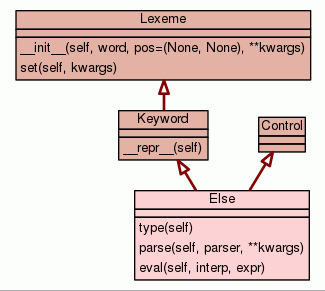 Lexeme
__init__(self, word, pos=(None, None), **kwargs)
set(self, kwargs)
Keyword
__repr__(self)
Control
Else
type(self)
parse(self, parser, **kwargs)
eval(self, interp, expr)